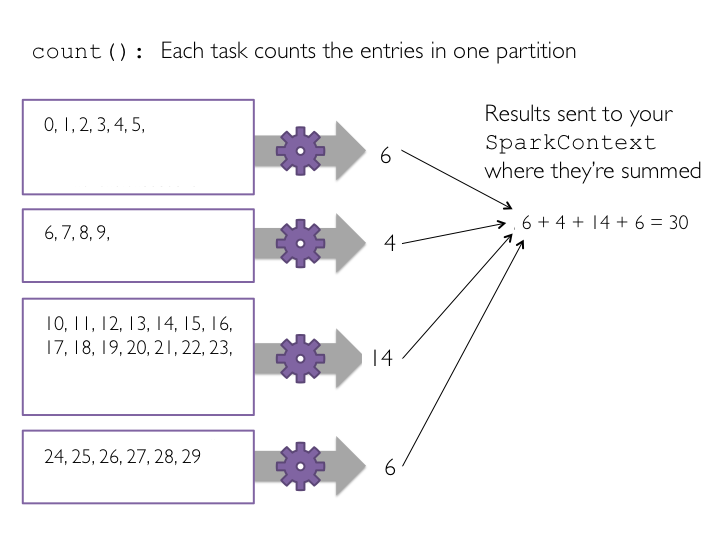 count(): Each task counts the entries in one partition
0, 1, 2, 3, 4, 5,
6
Results sent to your
SparkContext
where they're summed
6, 7, 8, 9,
4
6 + 4 + 14 + 6 = 30
10, 11, 12, 13, 14, 15, 16,
17, 18, 19, 20, 21, 22, 23,
14
24, 25, 26, 27, 28, 29
6